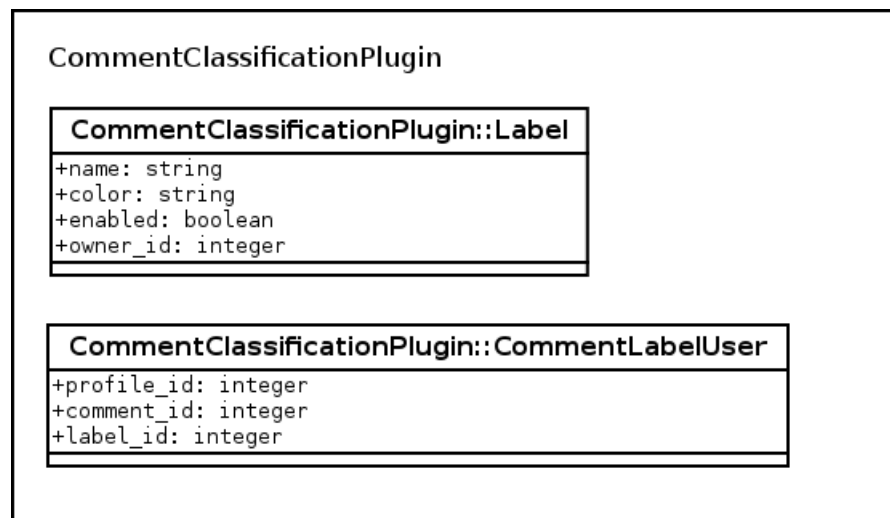 CommentClassificationPlugin
CommentClassificationPlugin::Label
+name: string
+color: string
+enabled: boolean
+owner_id: integer
CommentClassificationPlugin::CommentLabelUser
+profile_id: integer
+comment_id: integer
+label_id: integer